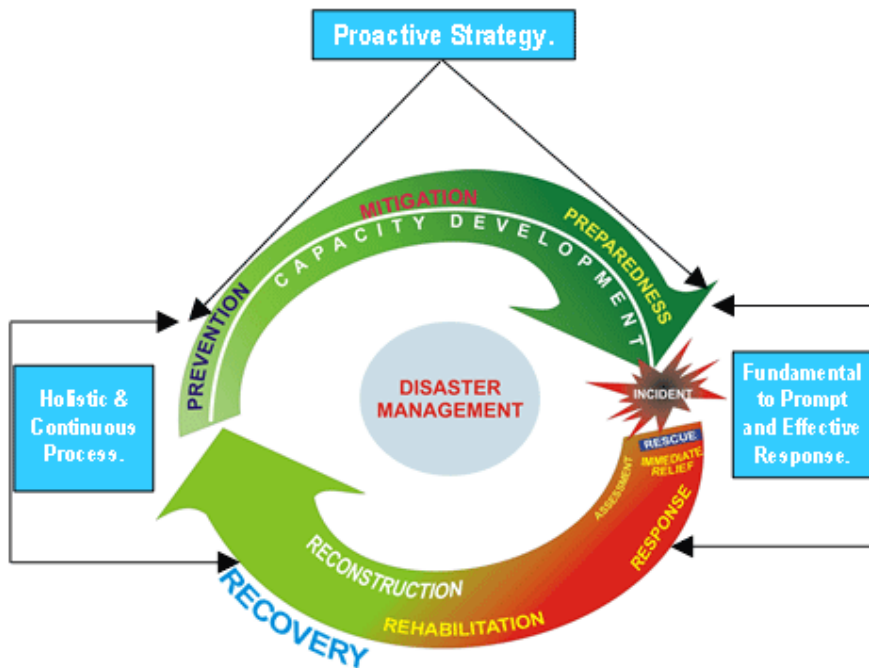 Proactive Strategy.
MITIGATION
CAPACITY DEVELOPMENT
PREPAREDNESS
PREVENTION
Holistic &
Continuous
Process.
DISASTER
MANAGEMENT
INCIDENT
Fundamental
to Prompt
and Effective
Response.
RESCUE
IMMEDIATE
RELIEF
ASSESSMENT
RESPONSE
RECONSTRUCTION
REHABILITATION
RECOVERY